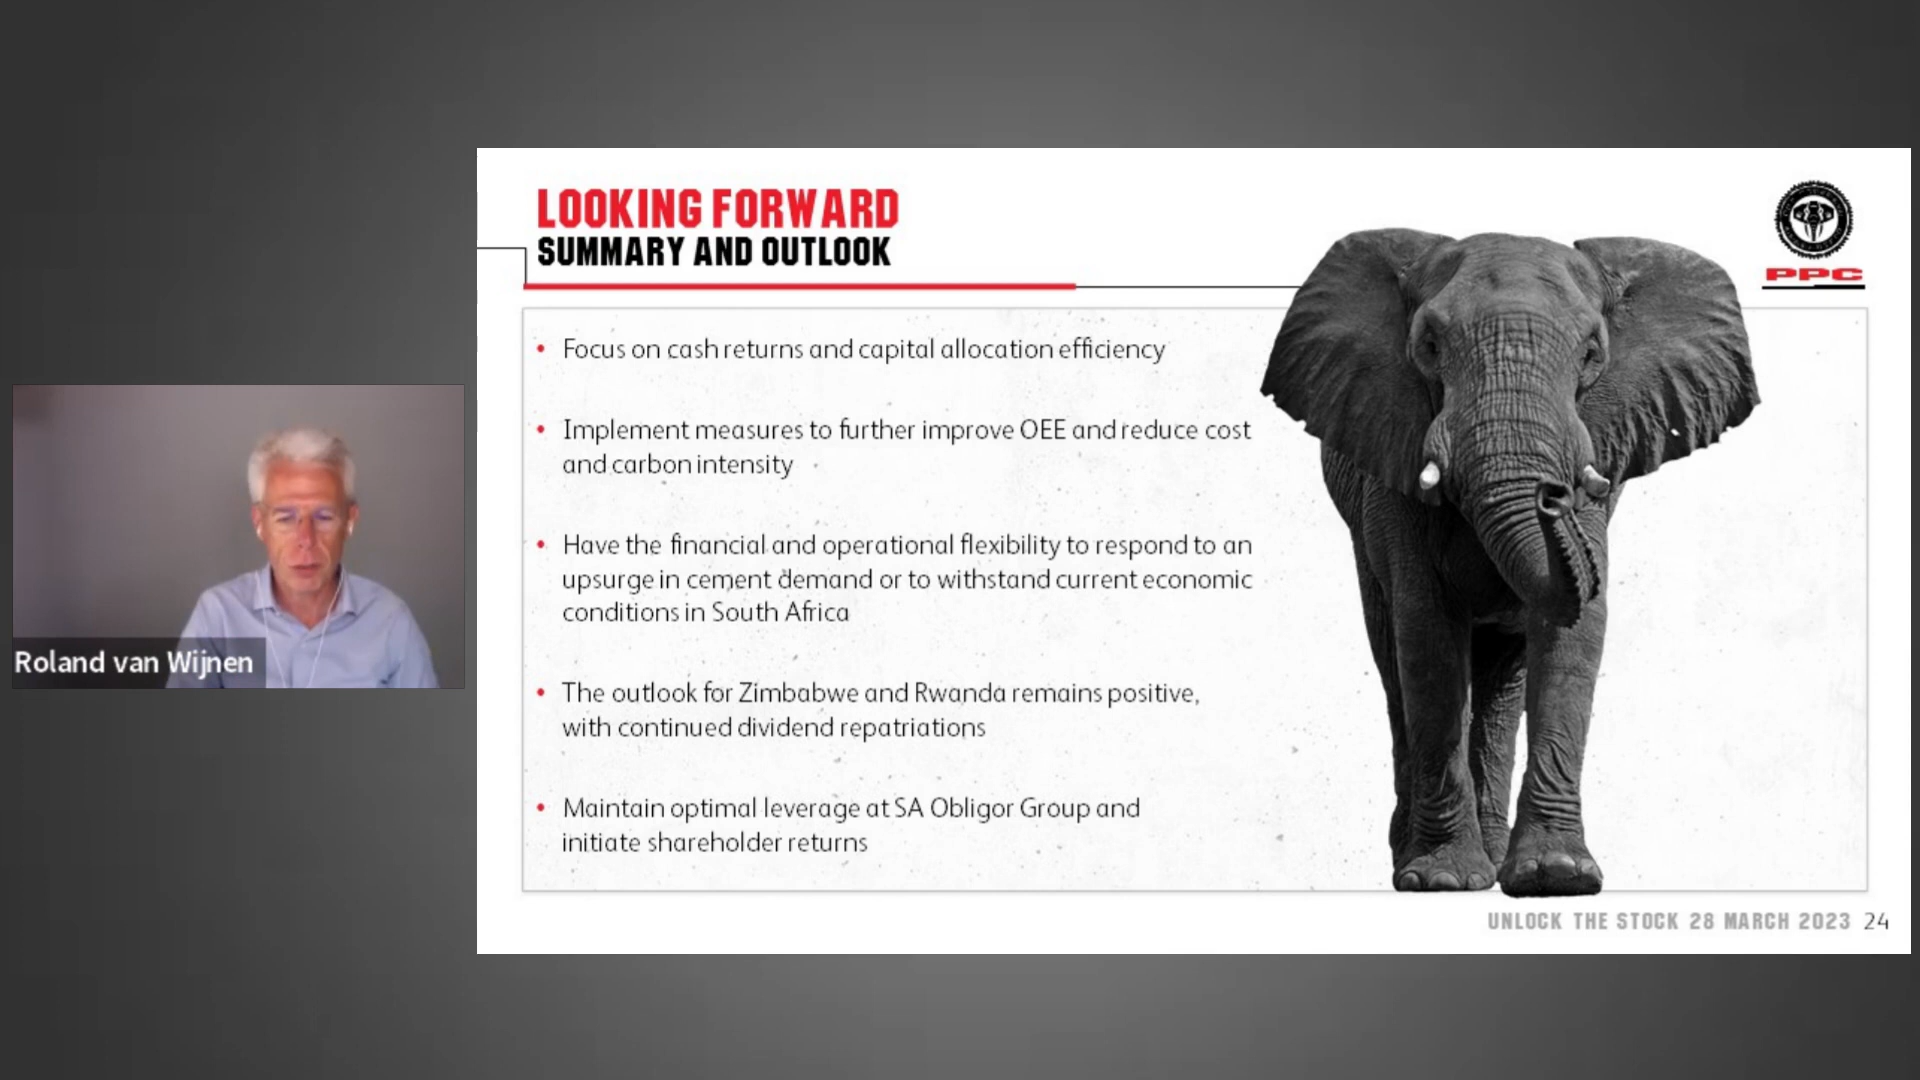 LOOKING FORWARD
SUMMARY AND OUTLOOK
PPC
• Focus on cash returns and capital allocation efficiency
• Implement measures to further improve OEE and reduce cost
and carbon intensity
• Have the financial and operational flexibility to respond to an
upsurge in cement demand or to withstand current economic
conditions in South Africa
• The outlook for Zimbabwe and Rwanda remains positive,
with continued dividend repatriations
• Maintain optimal leverage at SA Obligor Group and
initiate shareholder returns
Roland van Wijnen
UNLOCK THE STOCK 28 MARCH 2023 24